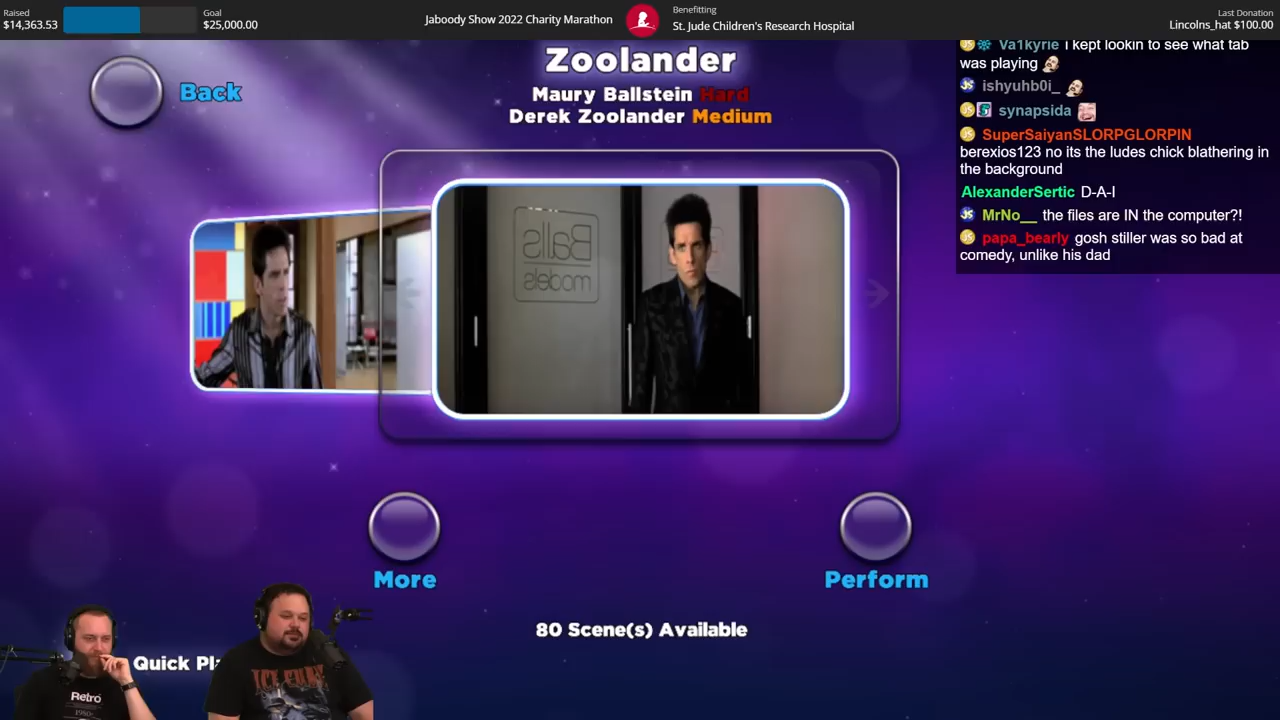 Raised
$14,363.53
Goal
$25,000.00
Jaboody Show 2022 Charity Marathon
Benefitting
St. Jude Children's Research Hospital
Last Donation
Lincolns_hat $100.00
Back
Zoolander
Maury Ballstein Hard
Derek Zoolander Medium
Balls
models
More
Perform
80 Scene(s) Available
Quick Pla
Retro
1980s
ICE CUBE
Va1kyrie I kept lookin to see what tab
was playing
ishyuhb0i_
synapsida
SuperSaiyanSLORPGLORPIN
berexios123 no its the ludes chick blathering in
the background
AlexanderSertic D-A-I
MrNo__ the files are IN the computer?!
papa_bearly gosh stiller was so bad at
comedy, unlike his dad